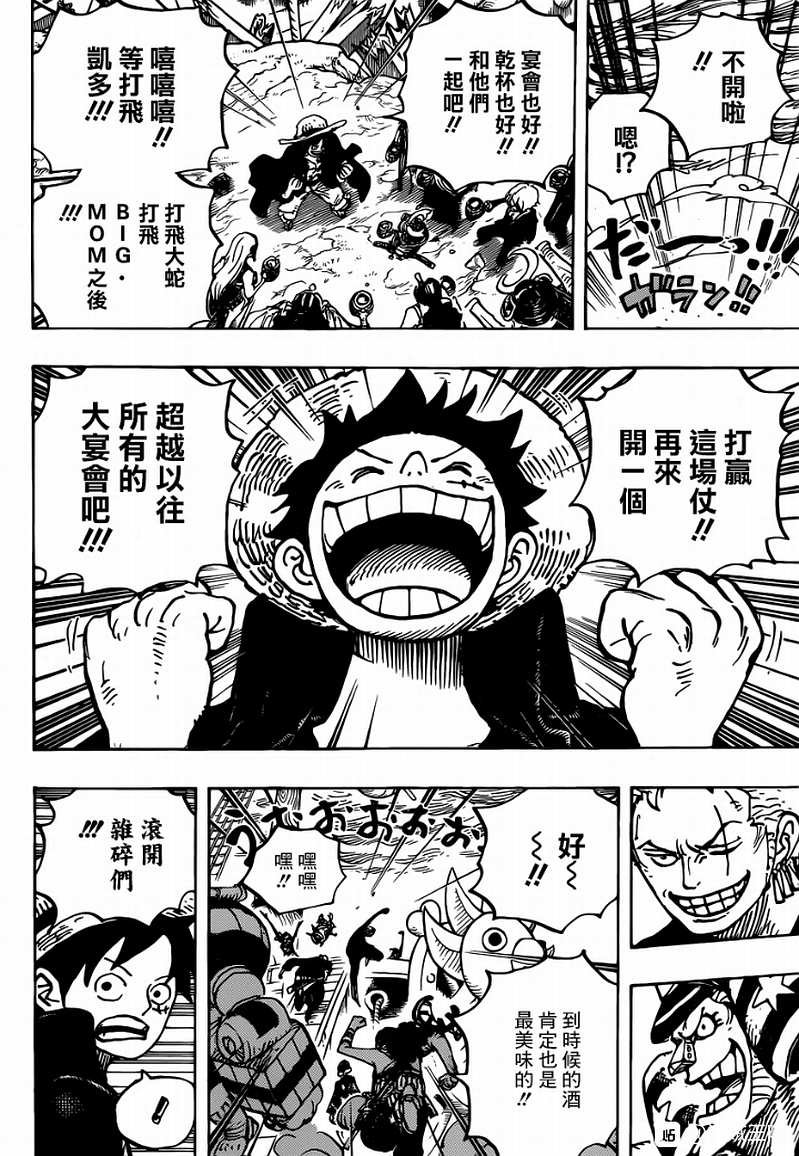 不開啦
嗯!?
だーっ!!
ガラン!!
宴會也好!!
乾杯也好!!
和他們
一起吧!!
嘻嘻嘻!!
等打飛
凱多!!!
打飛大蛇
打飛
BIG・
MOM之後
!!!
打贏
這場仗!!
再來
開一個
超越以往
所有的
大宴會吧!!!
好~~
到時候的酒
肯定也是
最美味的!!
うおおおおお
嘿嘿
嘿!!
滾開
雜碎們
!!!
!